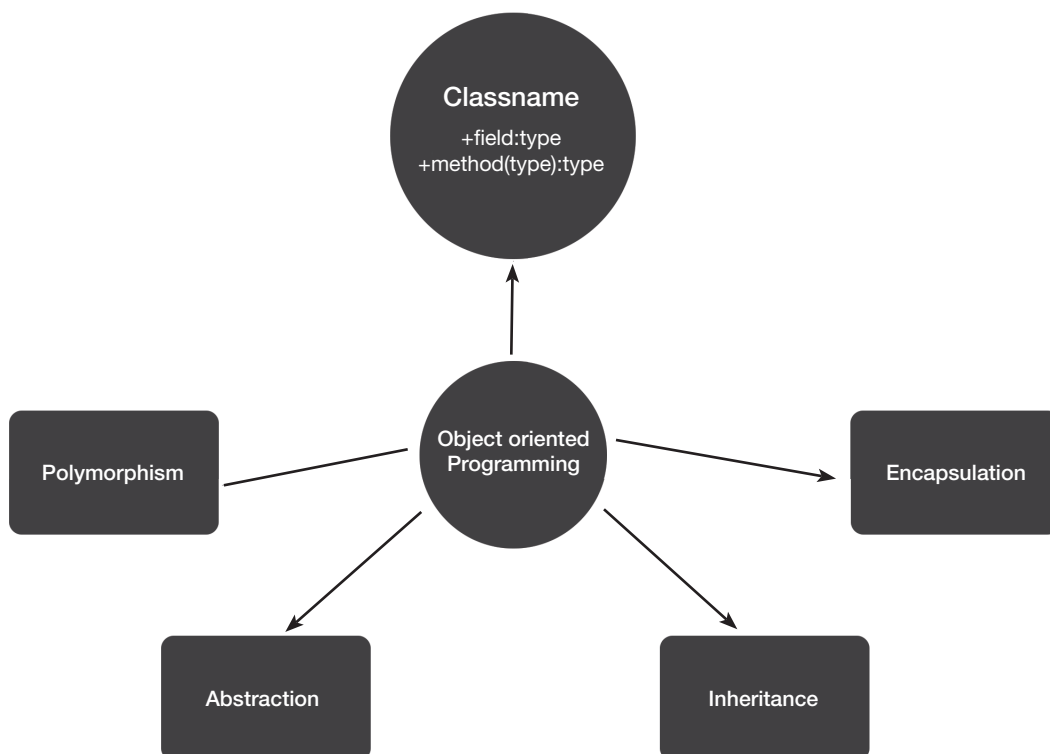 Classname
+field:type
+method(type):type
Object oriented
Programming
Polymorphism
Encapsulation
Abstraction
Inheritance